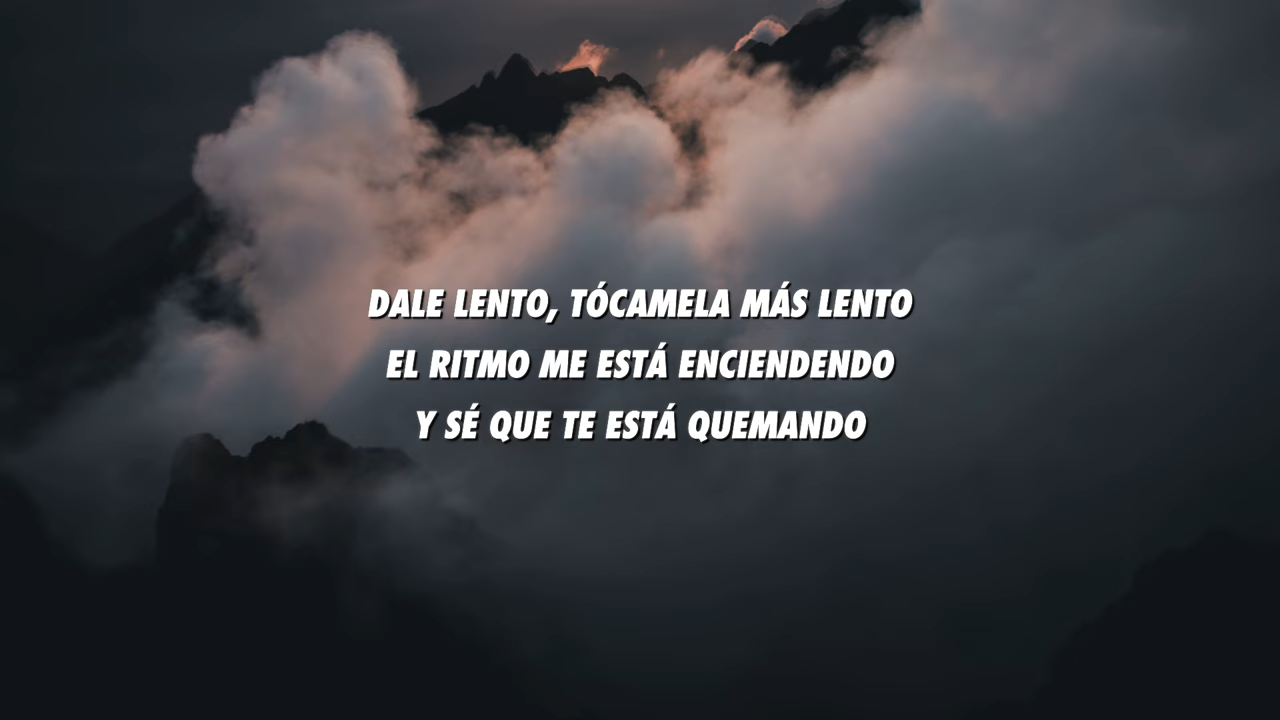 DALE LENTO, TÓCAMELA MÁS LENTO
EL RITMO ME ESTÁ ENCIENDENDO
Y SÉ QUE TE ESTÁ QUEMANDO